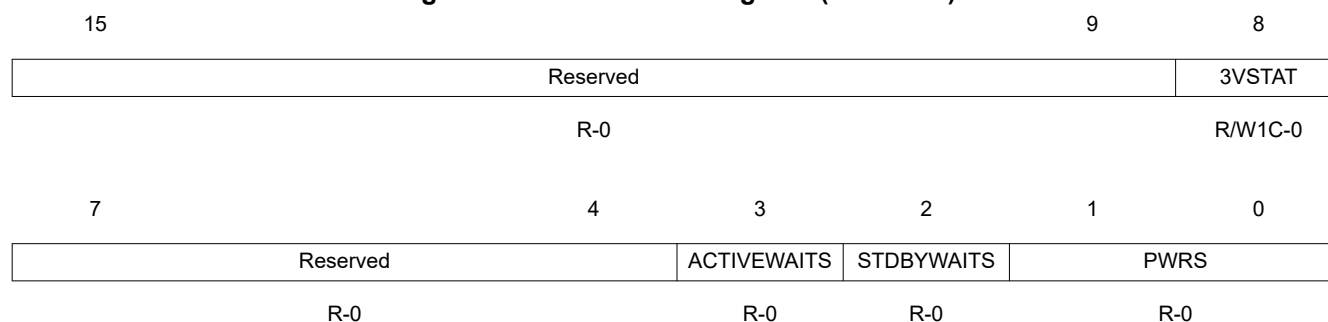 15 9 8
Reserved 3VSTAT
R-0 R/W1C-0
7 4 3 2 1 0
Reserved ACTIVEWAITS STDBYWAITS PWRS
R-0 R-0 R-0 R-0